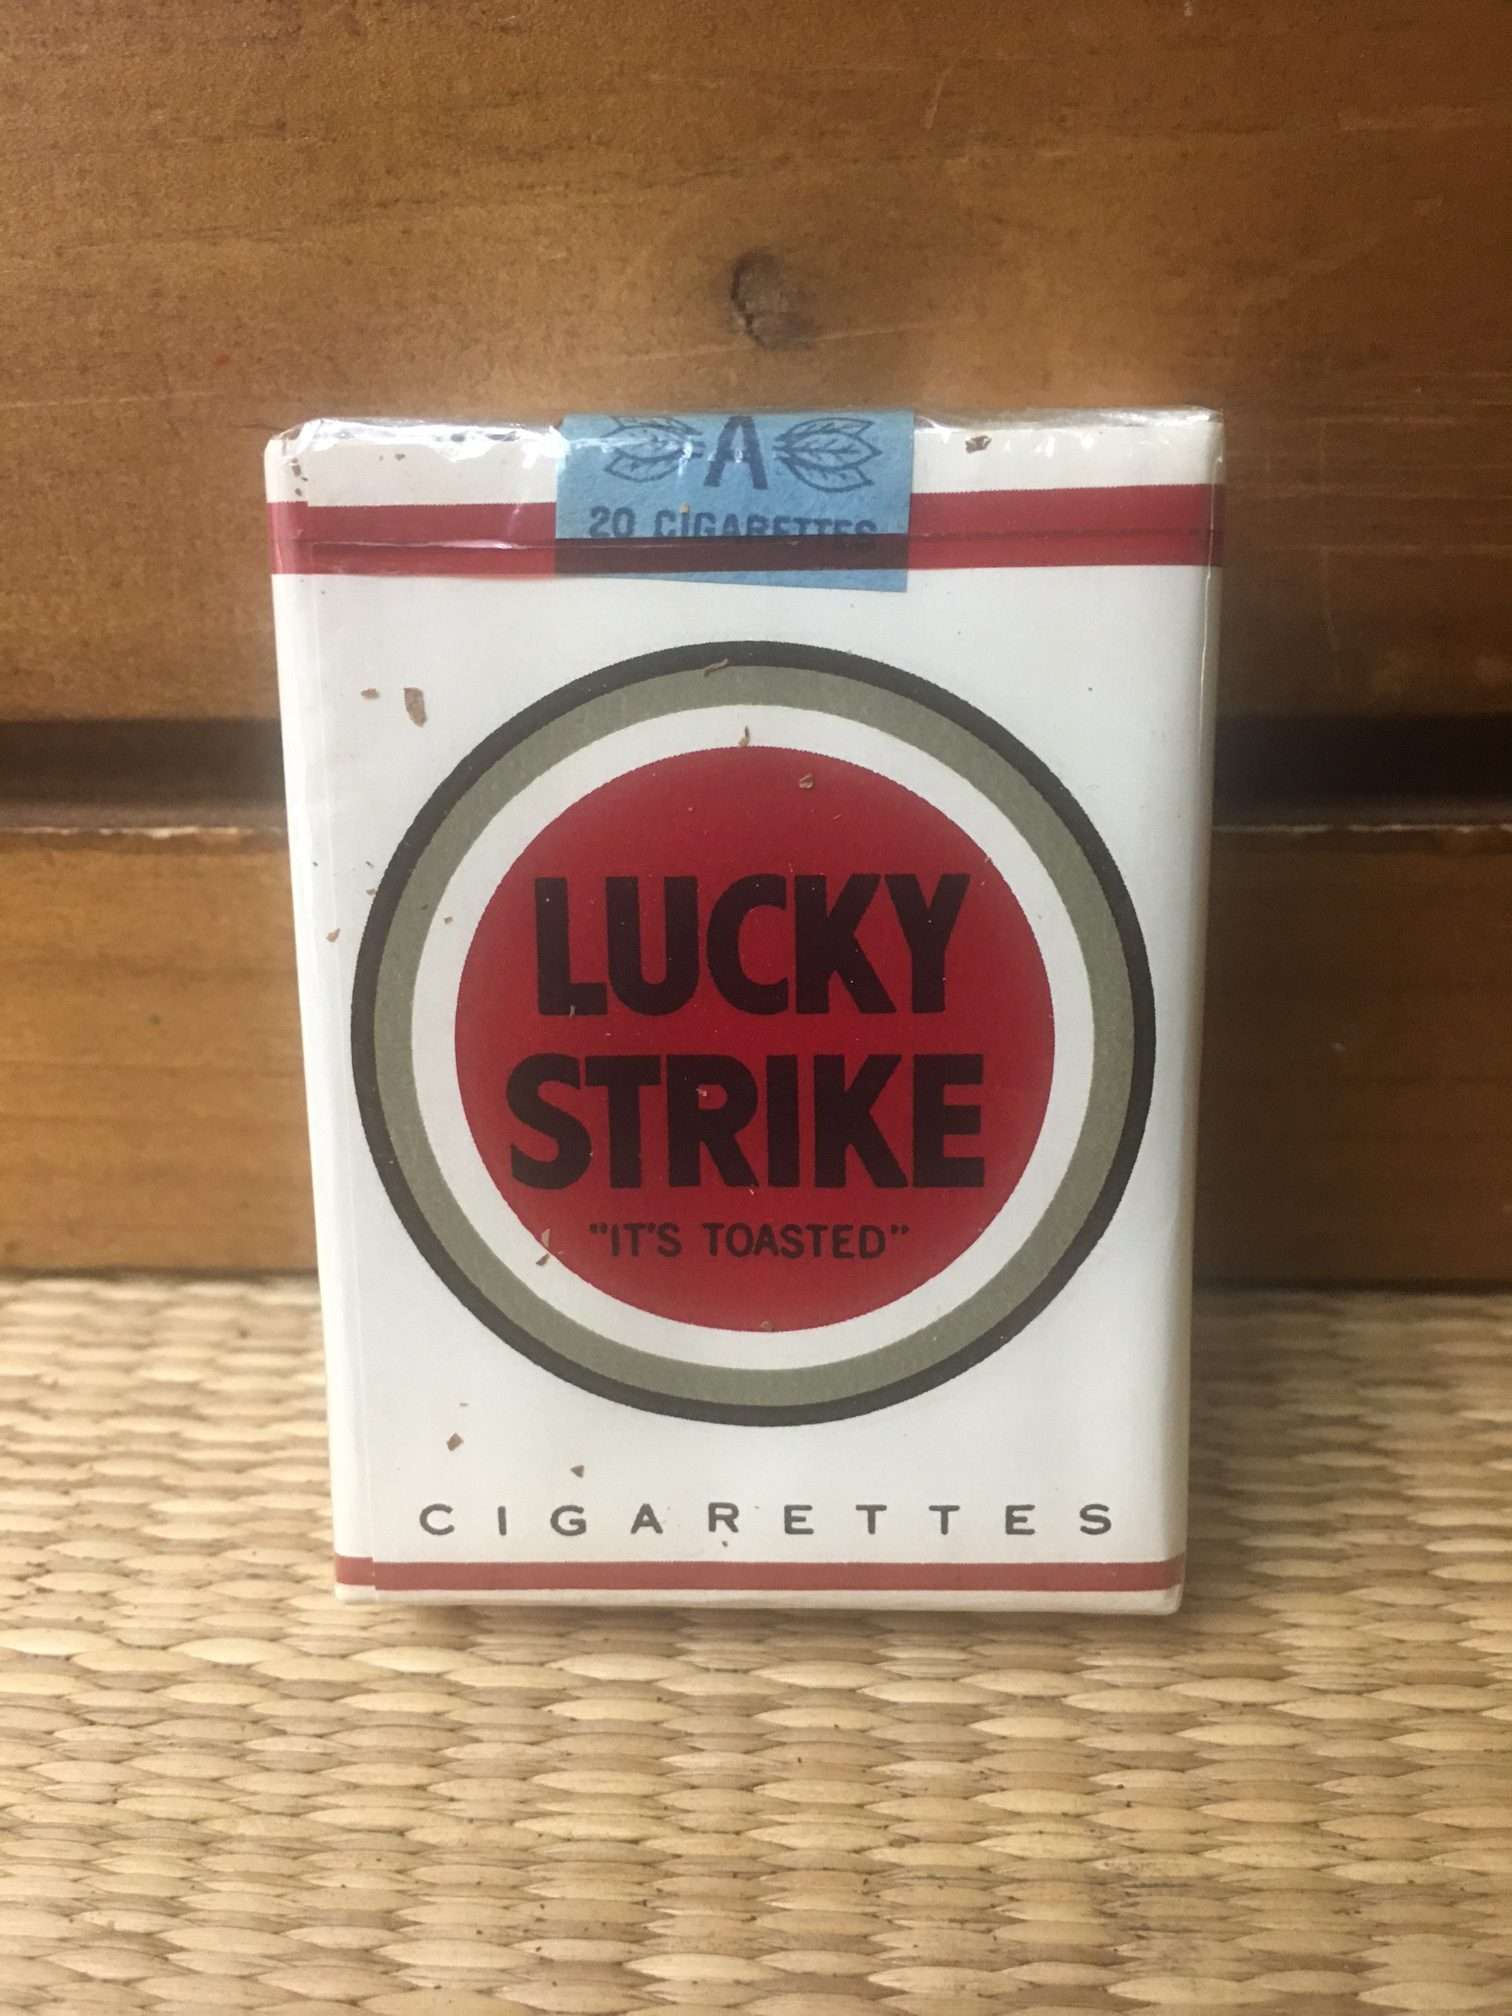 A
20 CIGARETTES
LUCKY
STRIKE
"IT'S TOASTED"
CIGARETTES